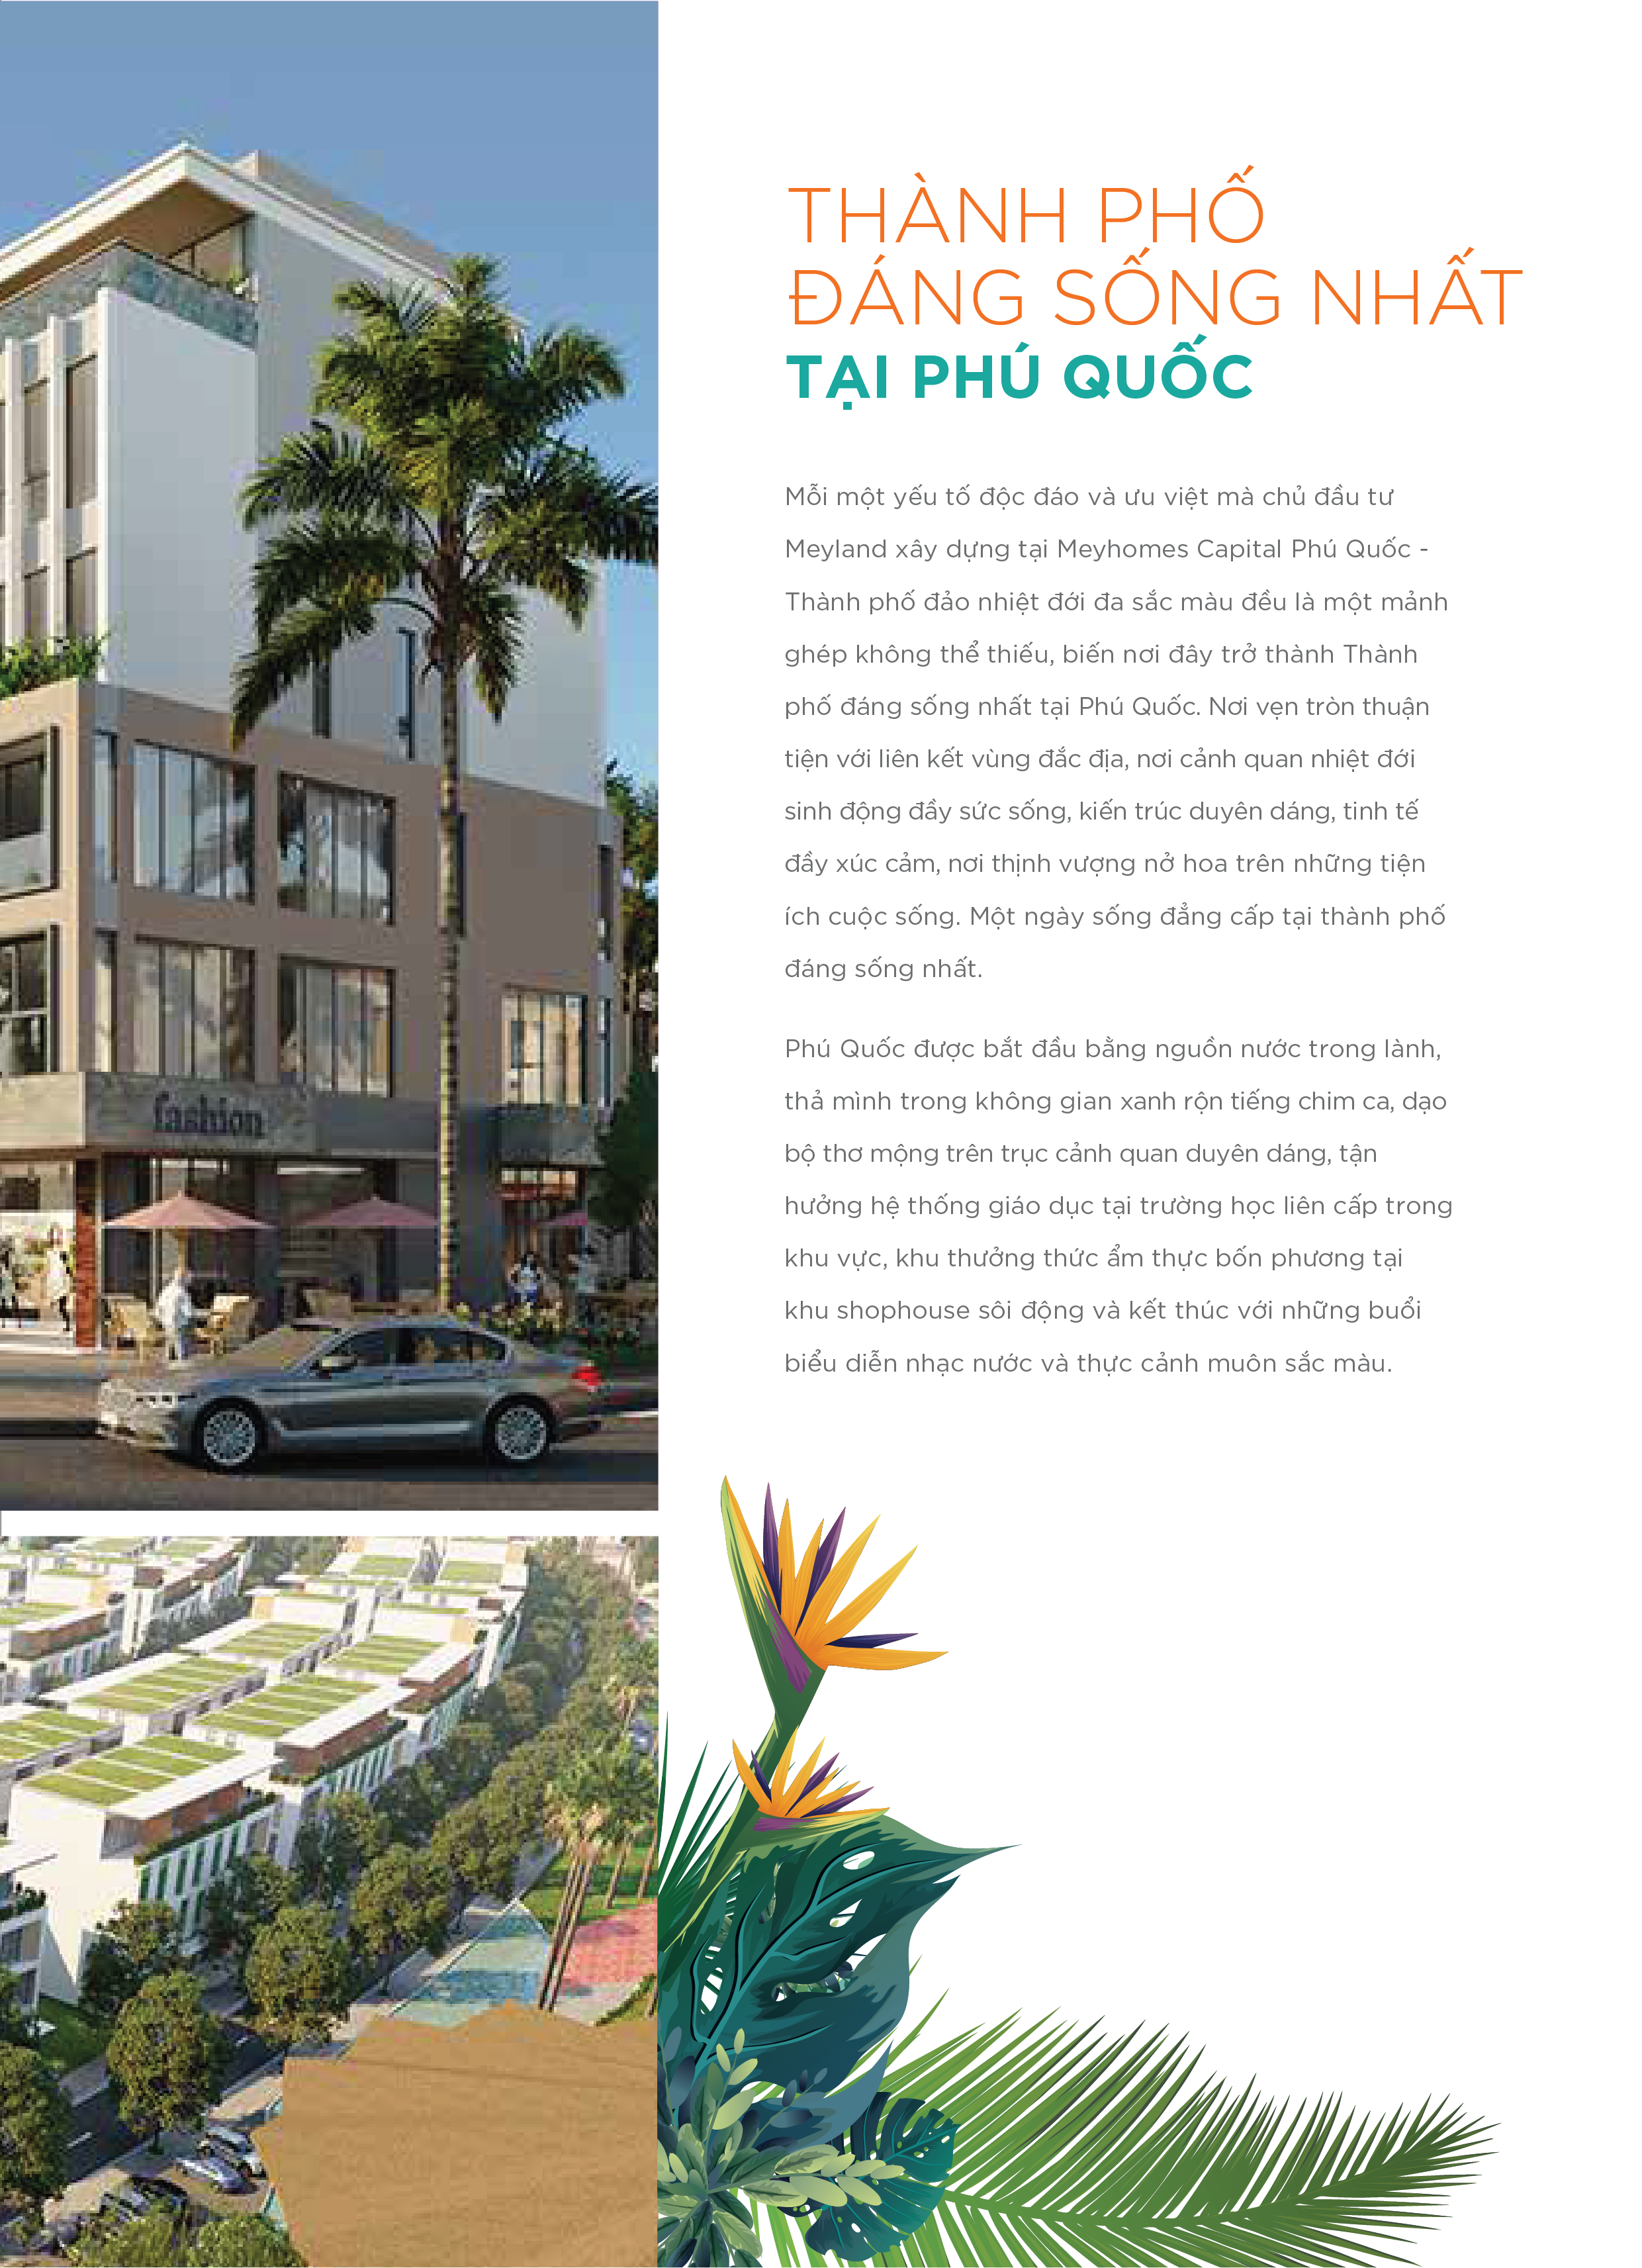 THÀNH PHỐ
ĐÁNG SỐNG NHẤT
TẠI PHÚ QUỐC
Mỗi một yếu tố độc đáo và ưu việt mà chủ đầu tư
Meyland xây dựng tại Meyhomes Capital Phú Quốc -
Thành phố đảo nhiệt đới đa sắc màu đều là một mảnh
ghép không thể thiếu, biến nơi đây trở thành Thành
phố đáng sống nhất tại Phú Quốc. Nơi vẹn tròn thuận
tiện với liên kết vùng đắc địa, nơi cảnh quan nhiệt đới
sinh động đầy sức sống, kiến trúc duyên dáng, tinh tế
đầy xúc cảm, nơi thịnh vượng nở hoa trên những tiện
ích cuộc sống. Một ngày sống đẳng cấp tại thành phố
đáng sống nhất.
Phú Quốc được bắt đầu bằng nguồn nước trong lành,
thả mình trong không gian xanh rộn tiếng chim ca, dạo
bộ thơ mộng trên trục cảnh quan duyên dáng, tận
hưởng hệ thống giáo dục tại trường học liên cấp trong
khu vực, khu thưởng thức ẩm thực bốn phương tại
khu shophouse sôi động và kết thúc với những buổi
biểu diễn nhạc nước và thực cảnh muôn sắc màu.
fashion